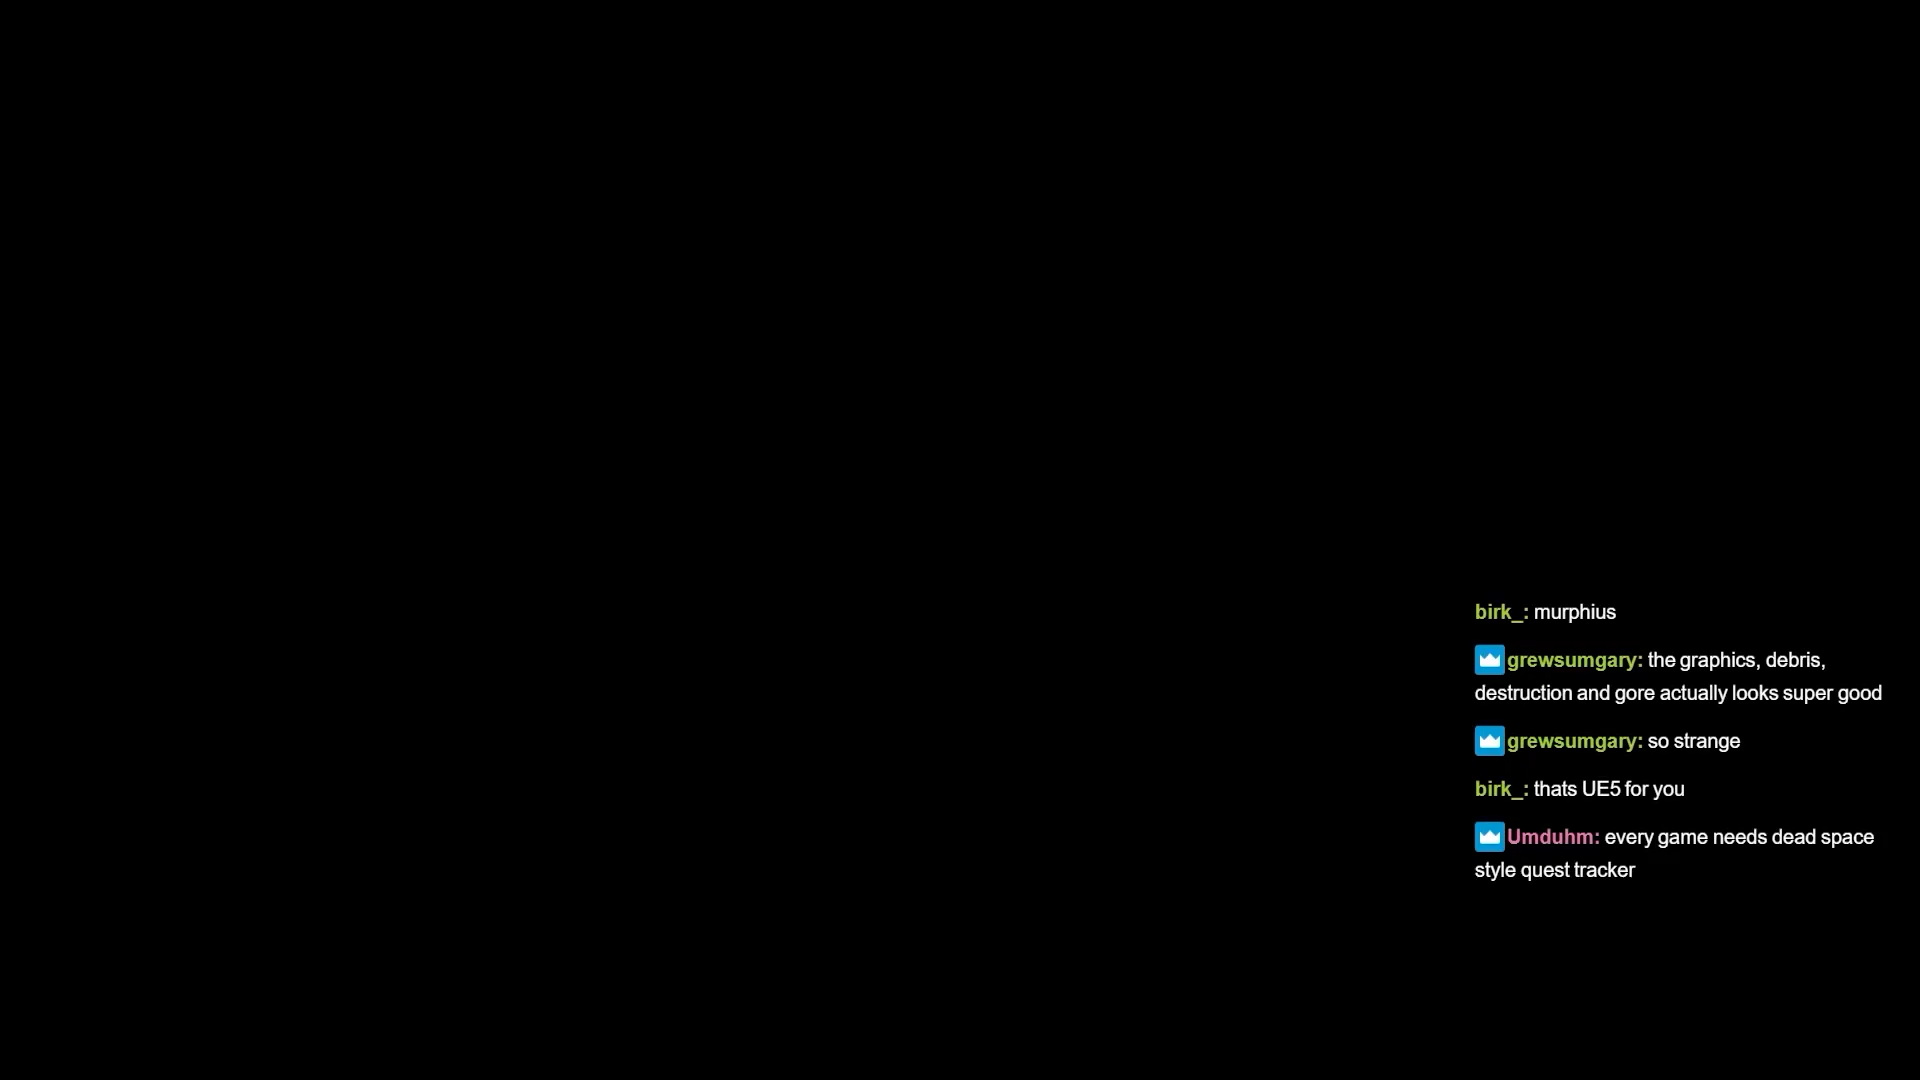 birk_: murphius
grewsumgary: the graphics, debris,
destruction and gore actually looks super good
grewsumgary: so strange
birk_: thats UE5 for you
Umduhm: every game needs dead space
style quest tracker